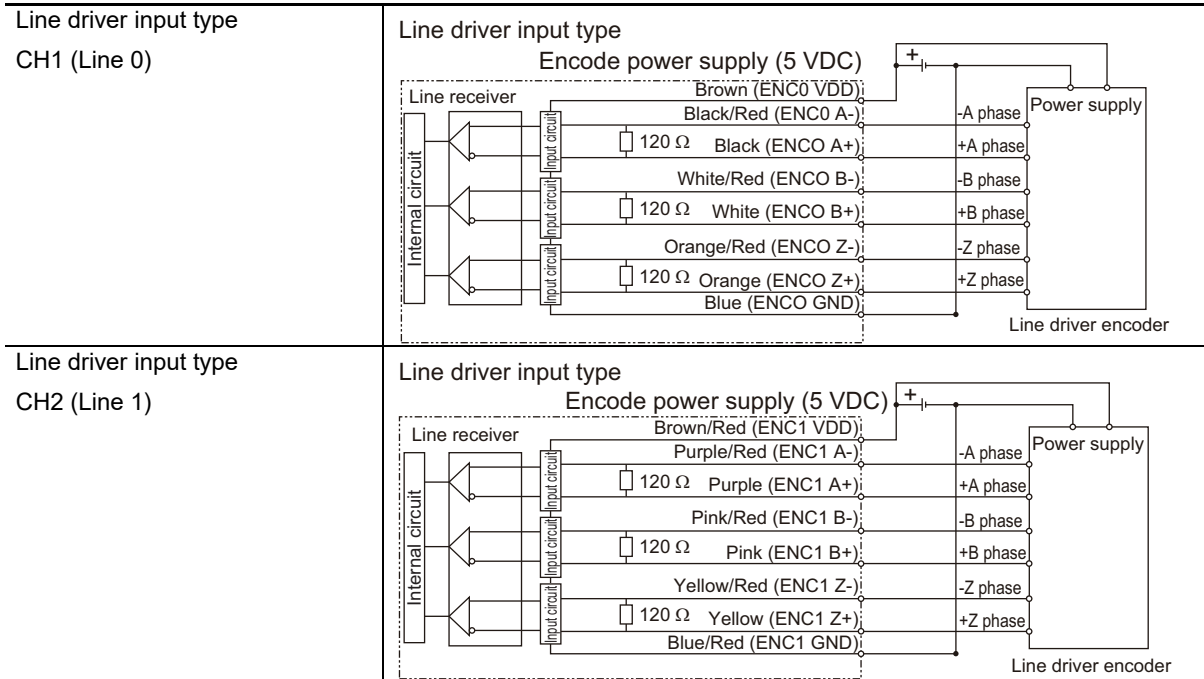 Line driver input type
CH1 (Line 0)
Line driver input type
Encode power supply (5 VDC)
+
Line receiver
Brown (ENC0 VDD)
Power supply
Black/Red (ENC0 A-)
-A phase
Input circuit
120 Ω
Black (ENCO A+)
+A phase
Internal circuit
White/Red (ENCO B-)
-B phase
Input circuit
120 Ω
White (ENCO B+)
+B phase
Orange/Red (ENCO Z-)
-Z phase
Input circuit
120 Ω
Orange (ENCO Z+)
+Z phase
Blue (ENCO GND)
Line driver encoder
Line driver input type
CH2 (Line 1)
Line driver input type
Encode power supply (5 VDC)
+
Line receiver
Brown/Red (ENC1 VDD)
Power supply
Purple/Red (ENC1 A-)
-A phase
Input circuit
120 Ω
Purple (ENC1 A+)
+A phase
Internal circuit
Pink/Red (ENC1 B-)
-B phase
Input circuit
120 Ω
Pink (ENC1 B+)
+B phase
Yellow/Red (ENC1 Z-)
-Z phase
Input circuit
120 Ω
Yellow (ENC1 Z+)
+Z phase
Blue/Red (ENC1 GND)
Line driver encoder